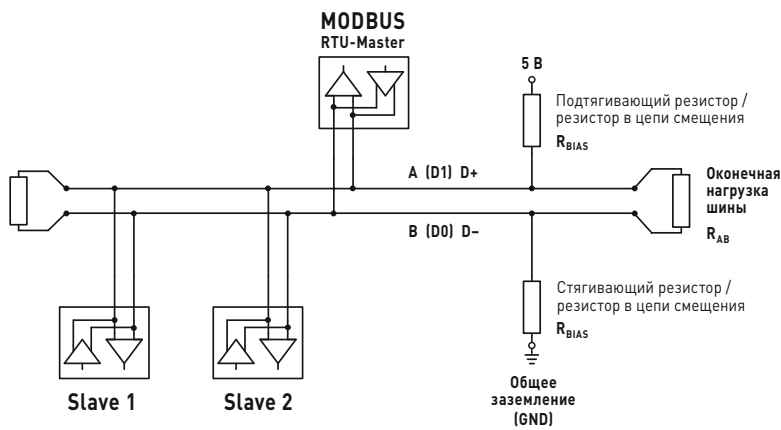 MODBUS
RTU-Master
5 В
Подтягивающий резистор /
резистор в цепи смещения
RBIAS
A (D1) D+
Оконечная
нагрузка
шины
RAB
B (D0) D–
Стягивающий резистор /
резистор в цепи смещения
RBIAS
Slave 1
Slave 2
Общее
заземление
(GND)